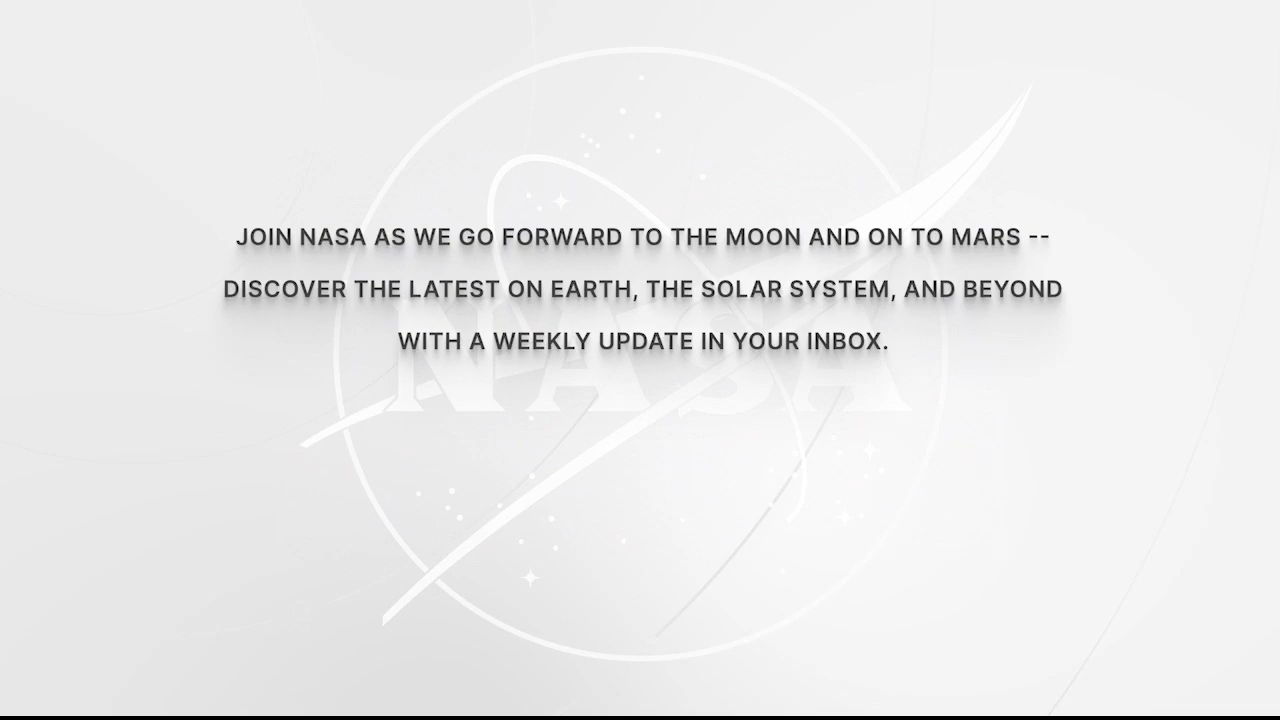 JOIN NASA AS WE GO FORWARD TO THE MOON AND ON TO MARS --
DISCOVER THE LATEST ON EARTH, THE SOLAR SYSTEM, AND BEYOND
WITH A WEEKLY UPDATE IN YOUR INBOX.
NASA